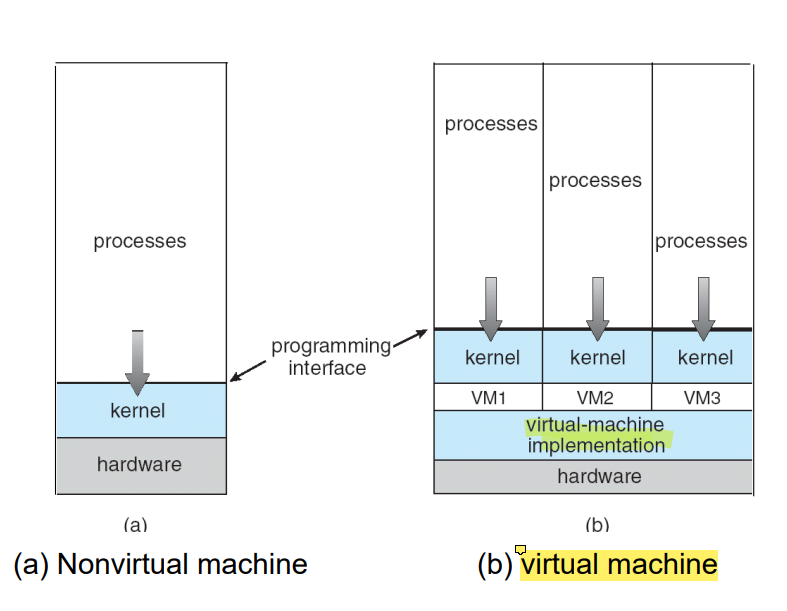 processes
programming
interface
kernel
hardware
(a)
(a) Nonvirtual machine
processes
processes
processes
kernel kernel kernel
VM1 VM2 VM3
virtual-machine
implementation
hardware
(b)
(b) virtual machine